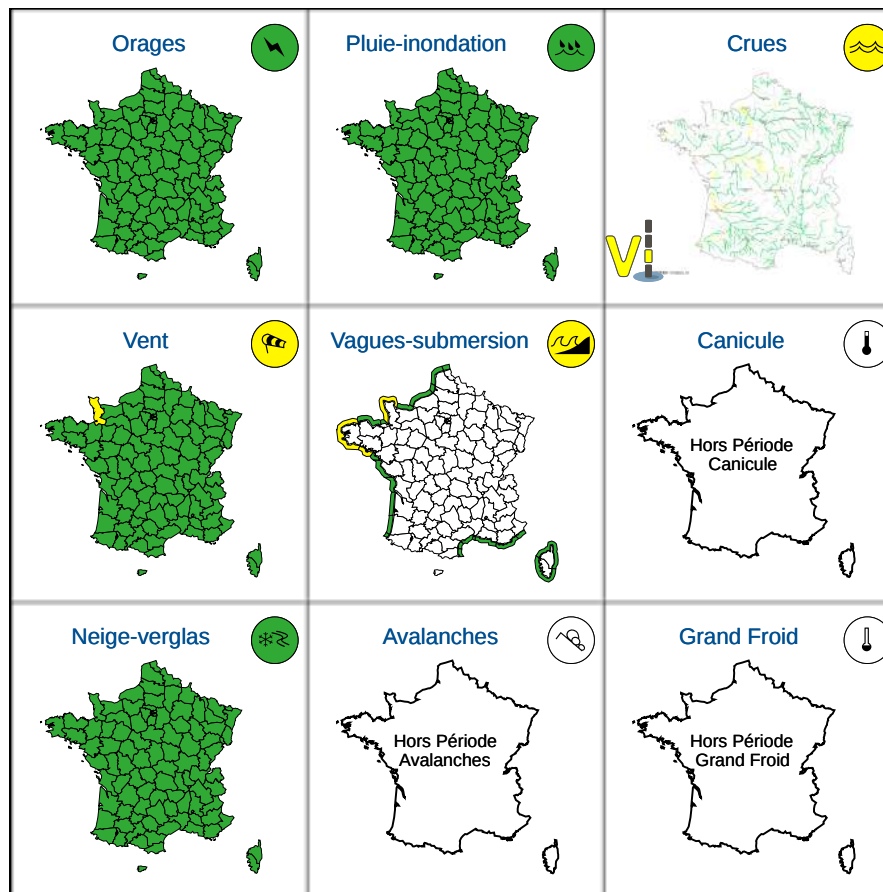 Orages
Pluie-inondation
Crues
Vi
Vent
Vagues-submersion
Canicule
Hors Période
Canicule
Neige-verglas
Avalanches
Grand Froid
Hors Période
Avalanches
Hors Période
Grand Froid